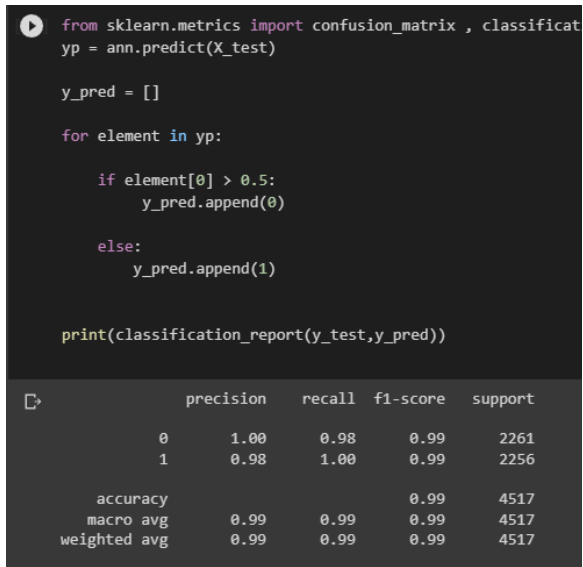 from sklearn.metrics import confusion_matrix , classificat
yp = ann.predict(X_test)
y_pred = []
for element in yp:
if element[0] > 0.5:
y_pred.append(0)
else:
y_pred.append(1)
print(classification_report(y_test,y_pred))
precision recall f1-score support
0 1.00 0.98 0.99 2261
1 0.98 1.00 0.99 2256
accuracy 0.99 4517
macro avg 0.99 0.99 0.99 4517
weighted avg 0.99 0.99 0.99 4517